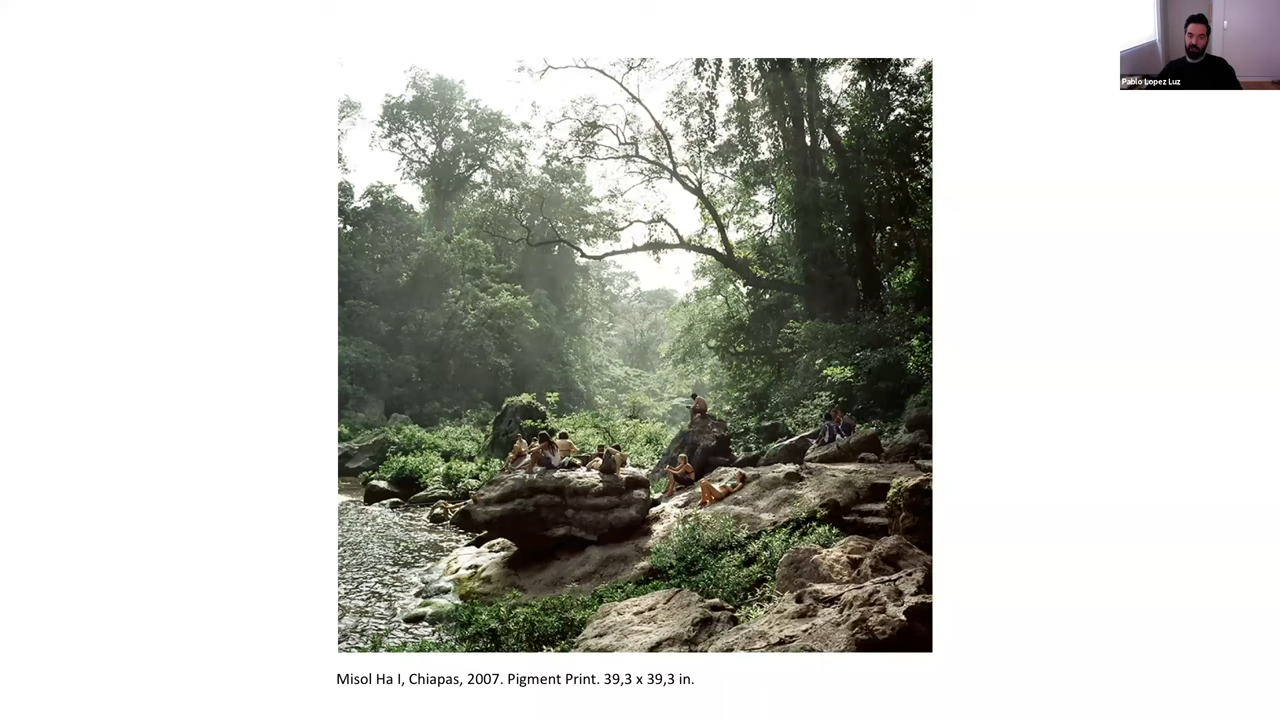 Pablo Lopez Luz
Misol Ha I, Chiapas, 2007. Pigment Print. 39,3 x 39,3 in.